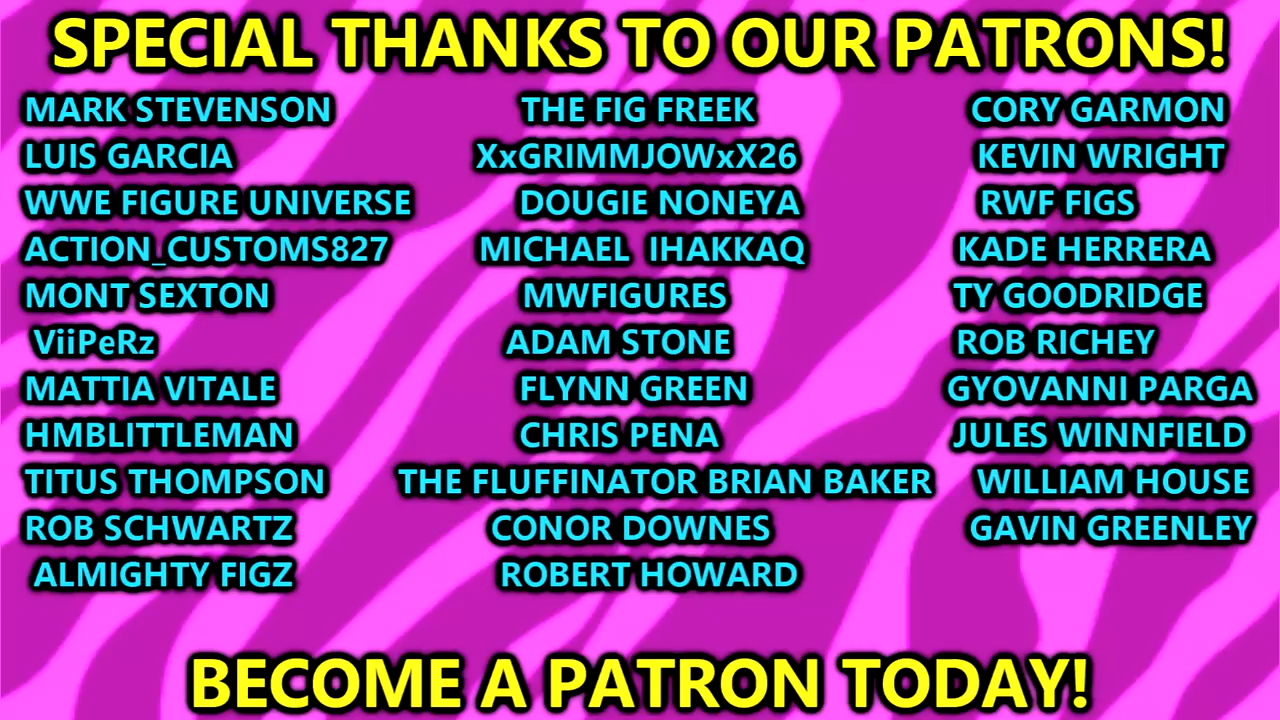 SPECIAL THANKS TO OUR PATRONS!
MARK STEVENSON THE FIG FREEK CORY GARMON
LUIS GARCIA XxGRIMMJOWxX26 KEVIN WRIGHT
WWE FIGURE UNIVERSE DOUGIE NONEYA RWF FIGS
ACTION_CUSTOMS827 MICHAEL IHAKKAQ KADE HERRERA
MONT SEXTON MWFIGURES TY GOODRIDGE
ViiPeRz ADAM STONE ROB RICHEY
MATTIA VITALE FLYNN GREEN GYOVANNI PARGA
HMBLITTLEMAN CHRIS PENA JULES WINNFIELD
TITUS THOMPSON THE FLUFFINATOR BRIAN BAKER WILLIAM HOUSE
ROB SCHWARTZ CONOR DOWNES GAVIN GREENLEY
ALMIGHTY FIGZ ROBERT HOWARD
BECOME A PATRON TODAY!